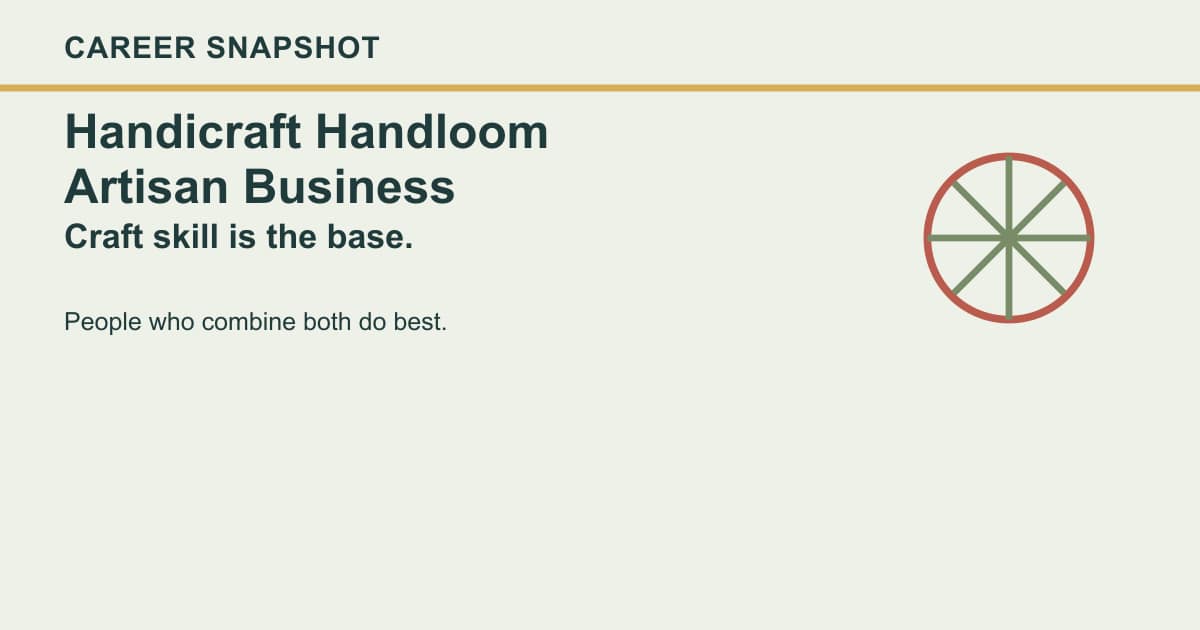 CAREER SNAPSHOT
Handicraft Handloom
Artisan Business
Craft skill is the base.
People who combine both do best.